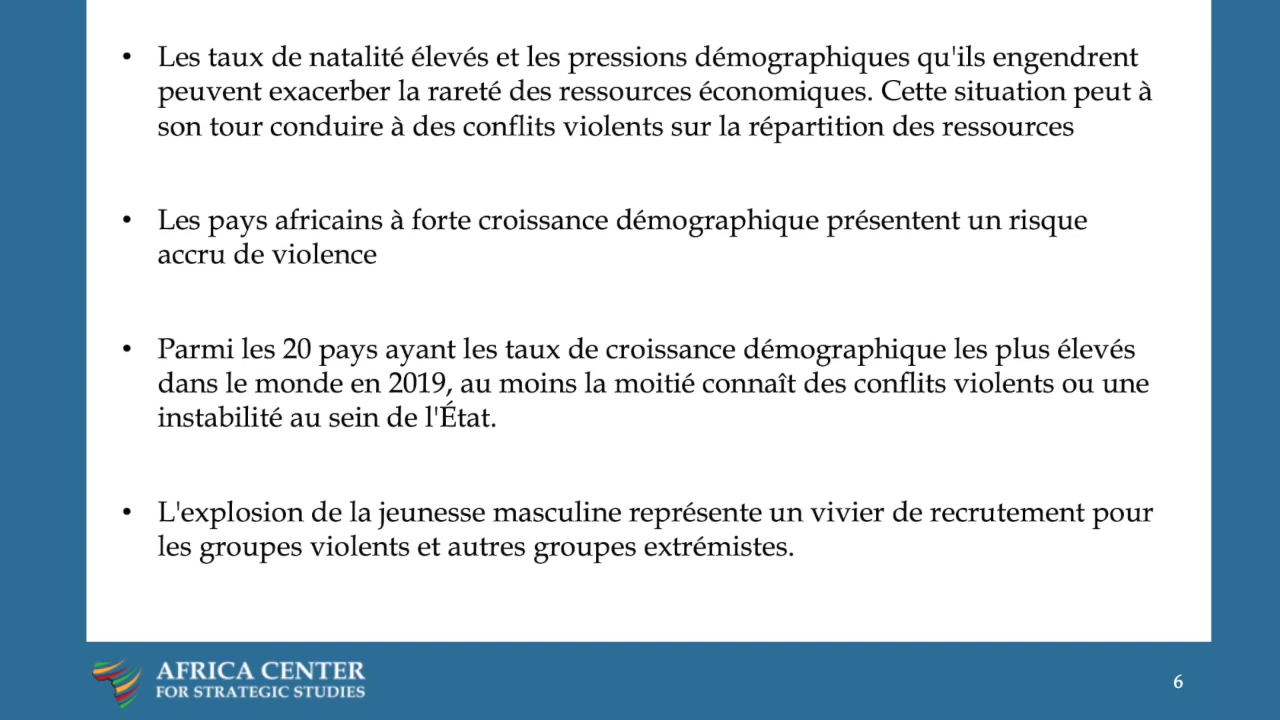 • Les taux de natalité élevés et les pressions démographiques qu'ils engendrent
peuvent exacerber la rareté des ressources économiques. Cette situation peut à
son tour conduire à des conflits violents sur la répartition des ressources
• Les pays africains à forte croissance démographique présentent un risque
accru de violence
• Parmi les 20 pays ayant les taux de croissance démographique les plus élevés
dans le monde en 2019, au moins la moitié connaît des conflits violents ou une
instabilité au sein de l'État.
• L'explosion de la jeunesse masculine représente un vivier de recrutement pour
les groupes violents et autres groupes extrémistes.
AFRICA CENTER
FOR STRATEGIC STUDIES
6